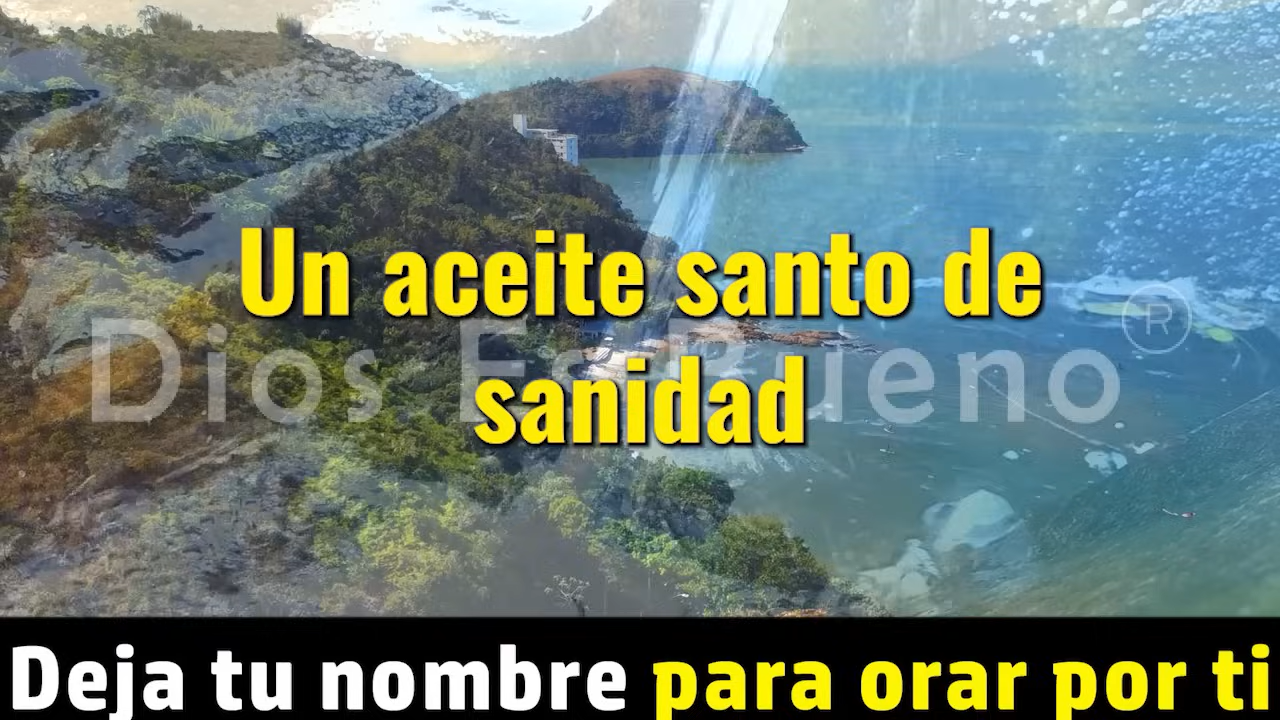 Un aceite santo de
Dios Es Bueno ®
sanidad
Deja tu nombre para orar por ti